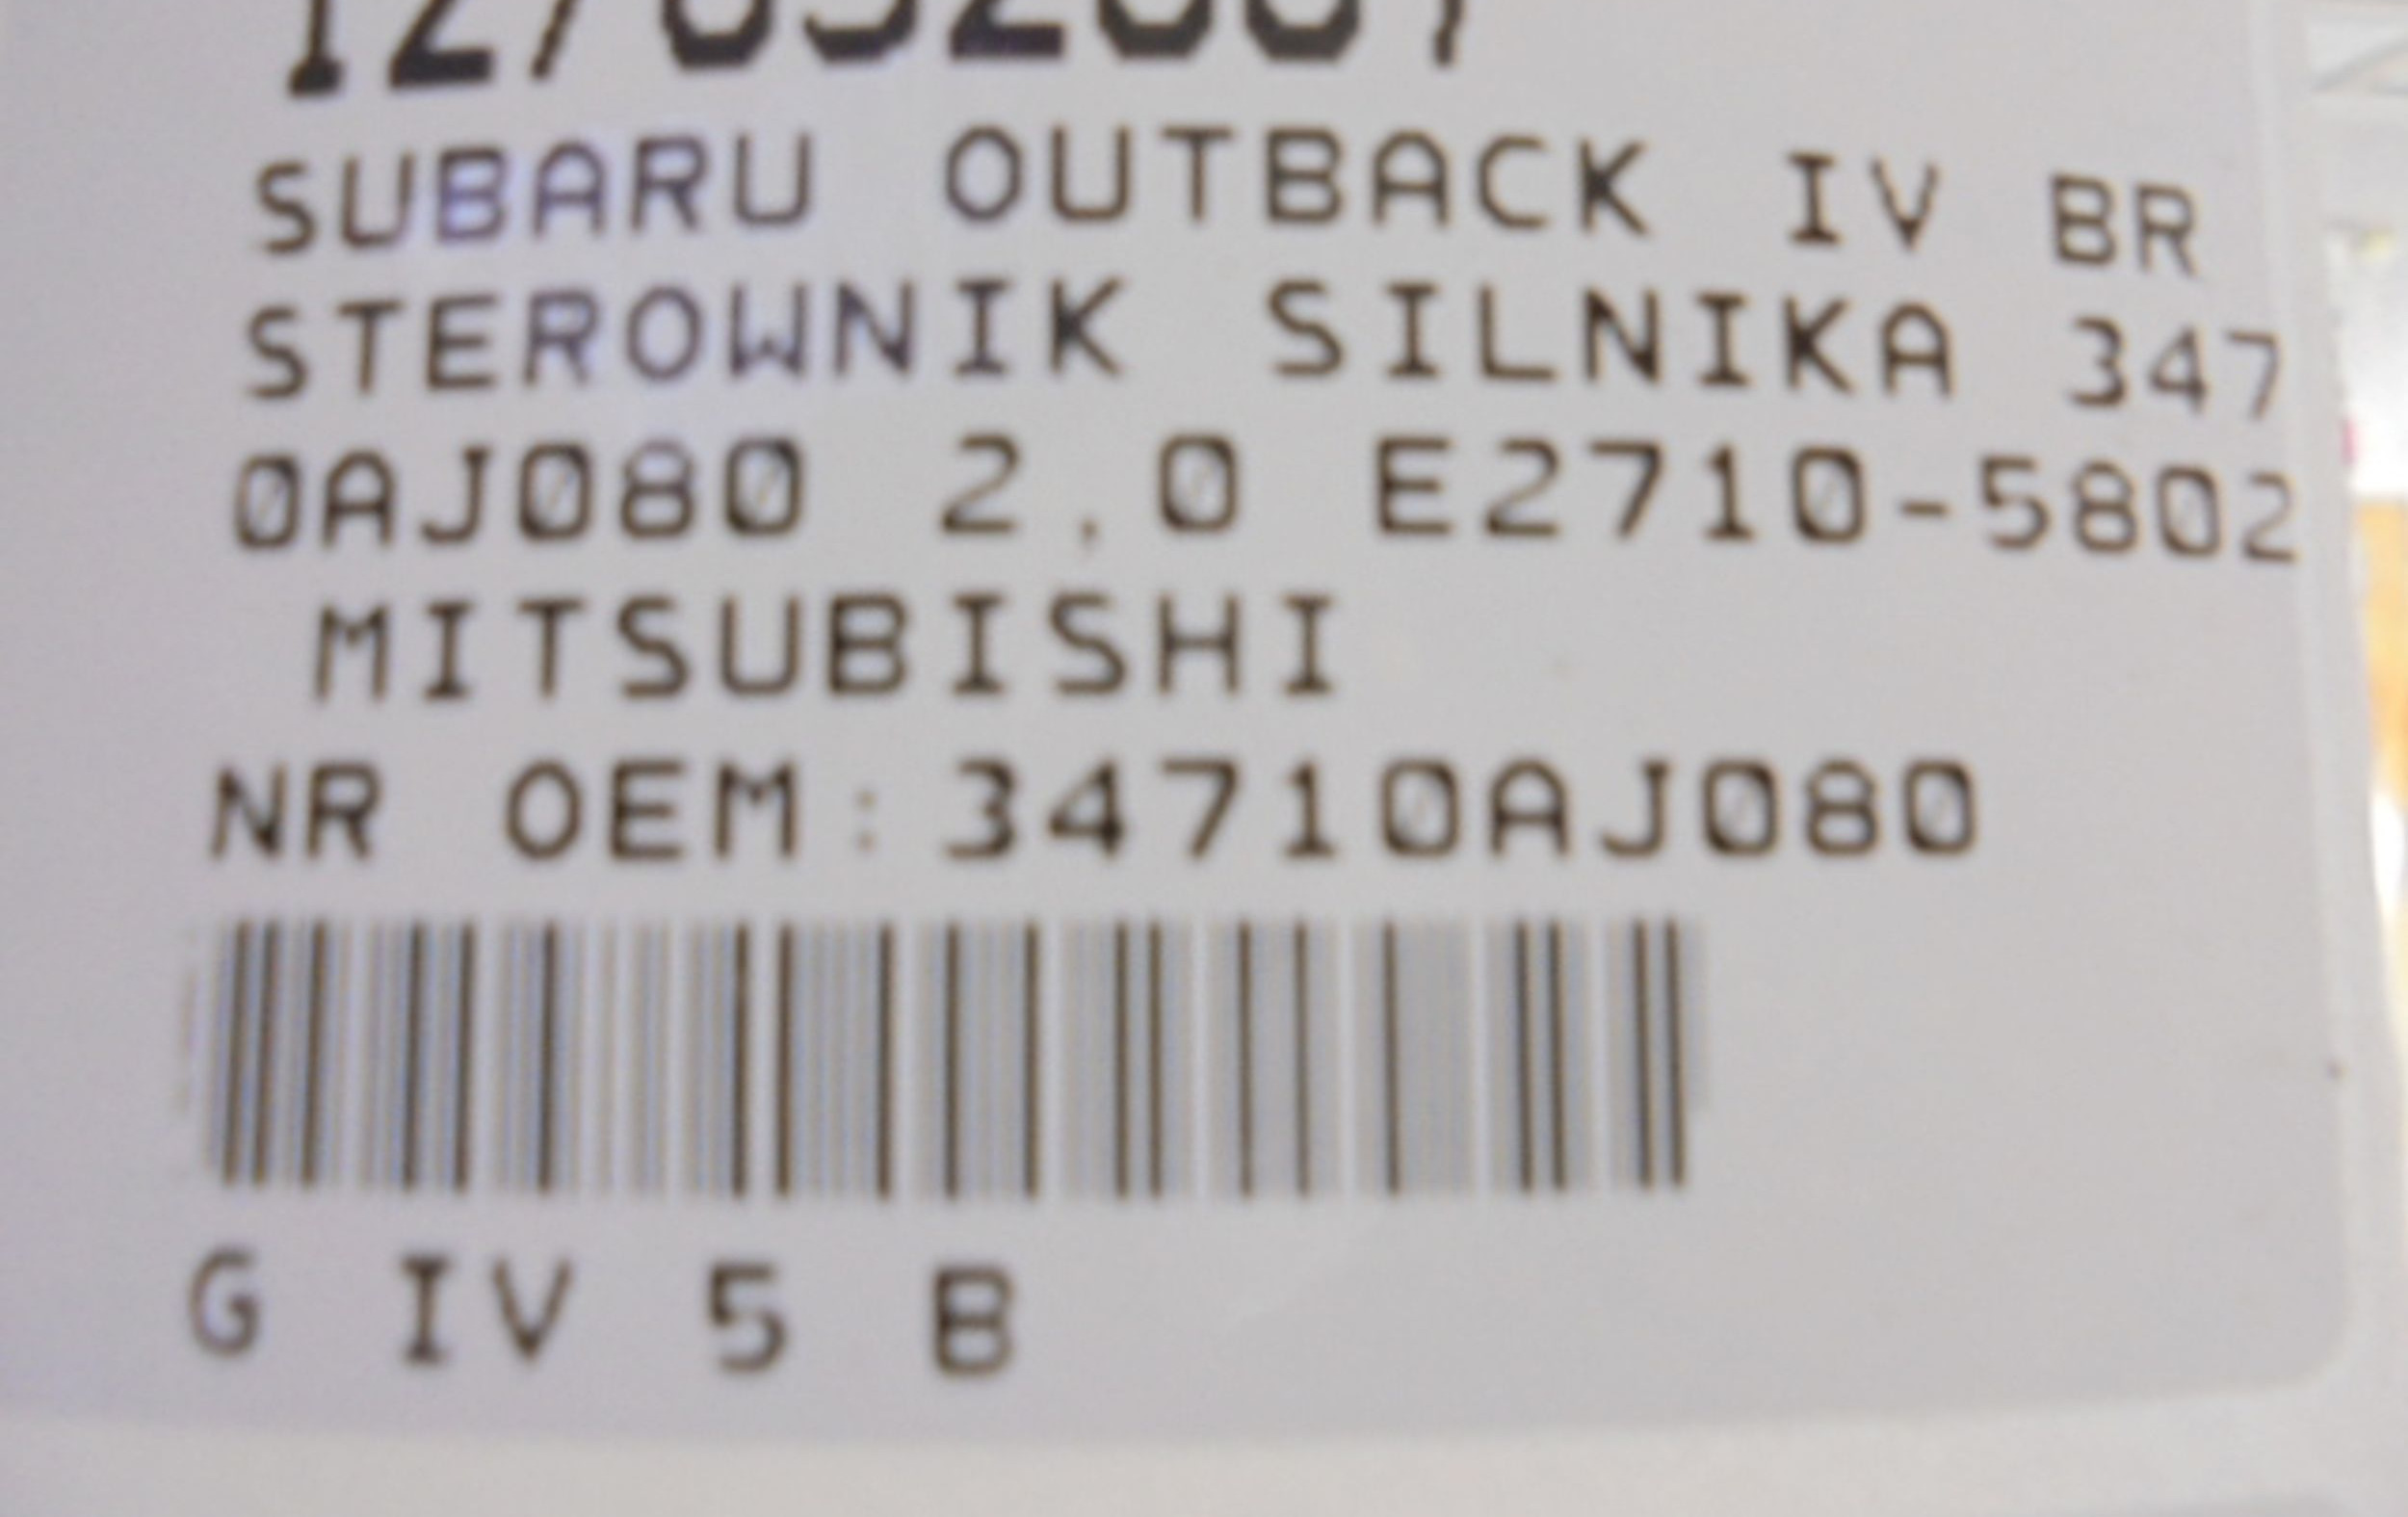 SUBARU OUTBACK IV BR
STEROWNIK SILNIKA 347
0AJ080 2,0 E2710-5802
MITSUBISHI
NR OEM:34710AJ080
G IV 5 B